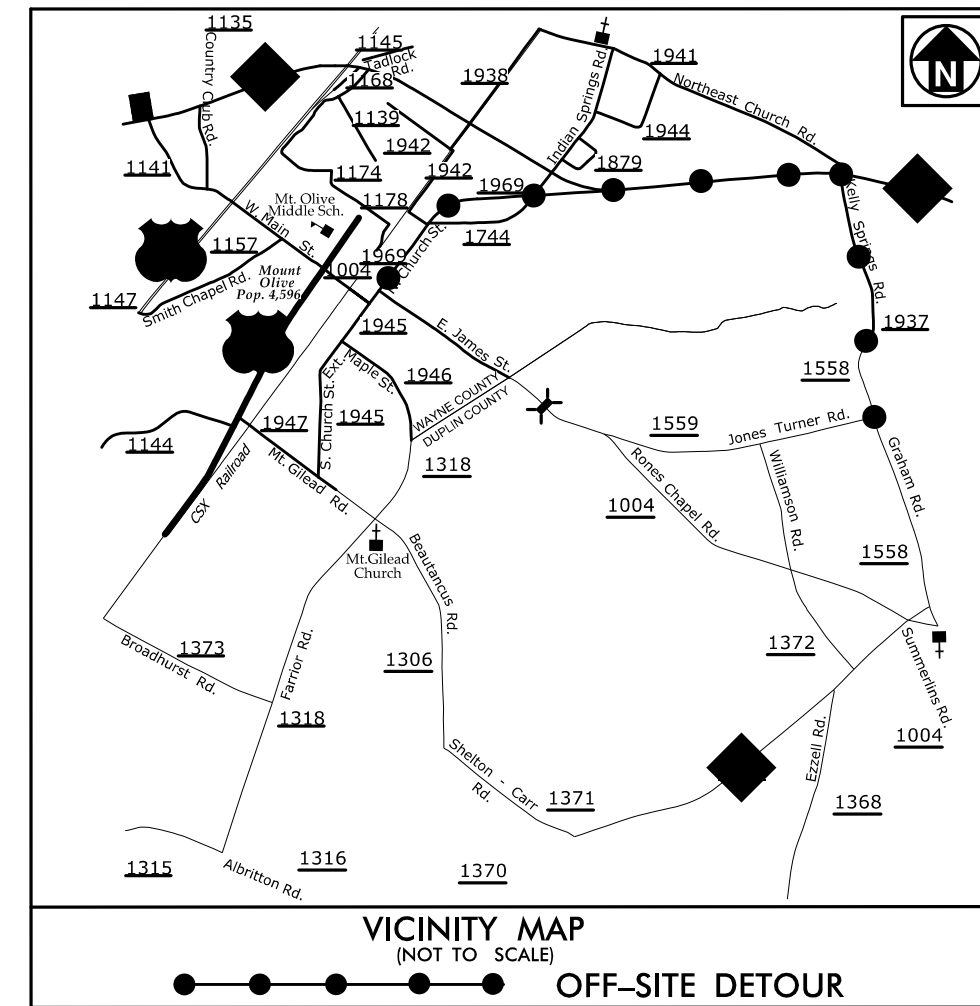 1135
Country Club Rd.
1145
Tadlock
Rd.
1168
1938
1941
Northeast Church Rd.
N
1139
1942
Indian Springs Rd.
1944
1141
1174
1942
1879
1969
Mt. Olive
Middle Sch.
1178
W. Main St.
1157
1744
Kelly Springs Rd.
Mount
Olive
Pop. 4,596
1004
1969
Church St.
1147
Smith Chapel Rd.
1945
E. James St.
1937
Maple St.
1946
1558
S. Church St. Ext.
1945
WAYNE COUNTY
DUPLIN COUNTY
1947
1144
1559
Jones Turner Rd.
Mt. Gilead Rd.
CSX Railroad
1318
Rones Chapel Rd.
1004
Williamson Rd.
Graham Rd.
1558
Mt.Gilead
Church
Beautancus Rd.
1373
Broadhurst Rd.
Farrior Rd.
1306
1372
Summerlins Rd.
1318
1004
Shelton - Carr
Rd.
1371
Ezzell Rd.
1368
1315
Albritton Rd.
1316
1370
VICINITY MAP
(NOT TO SCALE)
OFF–SITE DETOUR